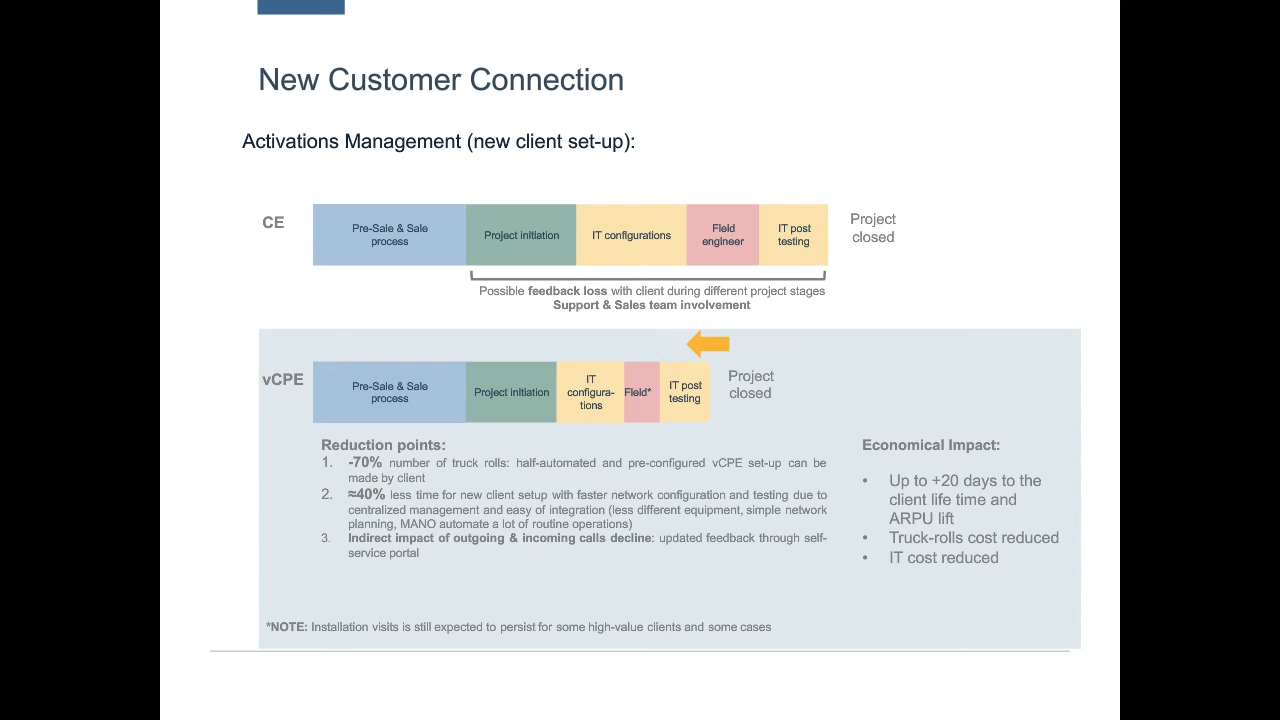 New Customer Connection
Activations Management (new client set-up):
CE
Pre-Sale & Sale
process
Project initiation
IT configurations
Field
engineer
IT post
testing
Project
closed
Possible feedback loss with client during different project stages
Support & Sales team involvement
vCPE
Pre-Sale & Sale
process
Project initiation
IT
configura-
tions
Field*
IT post
testing
Project
closed
Reduction points:
1. -70% number of truck rolls: half-automated and pre-configured vCPE set-up can be
made by client
2. ≈40% less time for new client setup with faster network configuration and testing due to
centralized management and easy of integration (less different equipment, simple network
planning, MANO automate a lot of routine operations)
3. Indirect impact of outgoing & incoming calls decline: updated feedback through self-
service portal
Economical Impact:
• Up to +20 days to the
client life time and
ARPU lift
• Truck-rolls cost reduced
• IT cost reduced
*NOTE: Installation visits is still expected to persist for some high-value clients and some cases